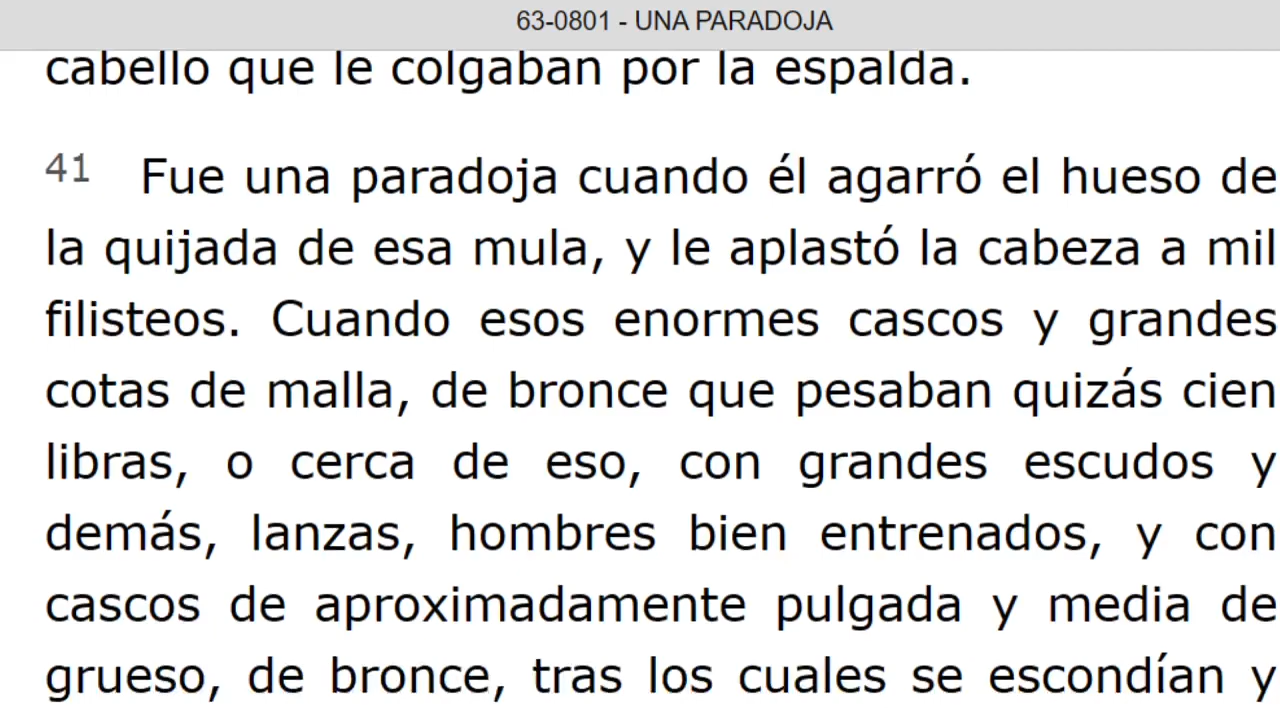 63-0801 - UNA PARADOJA
cabello que le colgaban por la espalda.
41 Fue una paradoja cuando él agarró el hueso de
la quijada de esa mula, y le aplastó la cabeza a mil
filisteos. Cuando esos enormes cascos y grandes
cotas de malla, de bronce que pesaban quizás cien
libras, o cerca de eso, con grandes escudos y
demás, lanzas, hombres bien entrenados, y con
cascos de aproximadamente pulgada y media de
grueso, de bronce, tras los cuales se escondían y